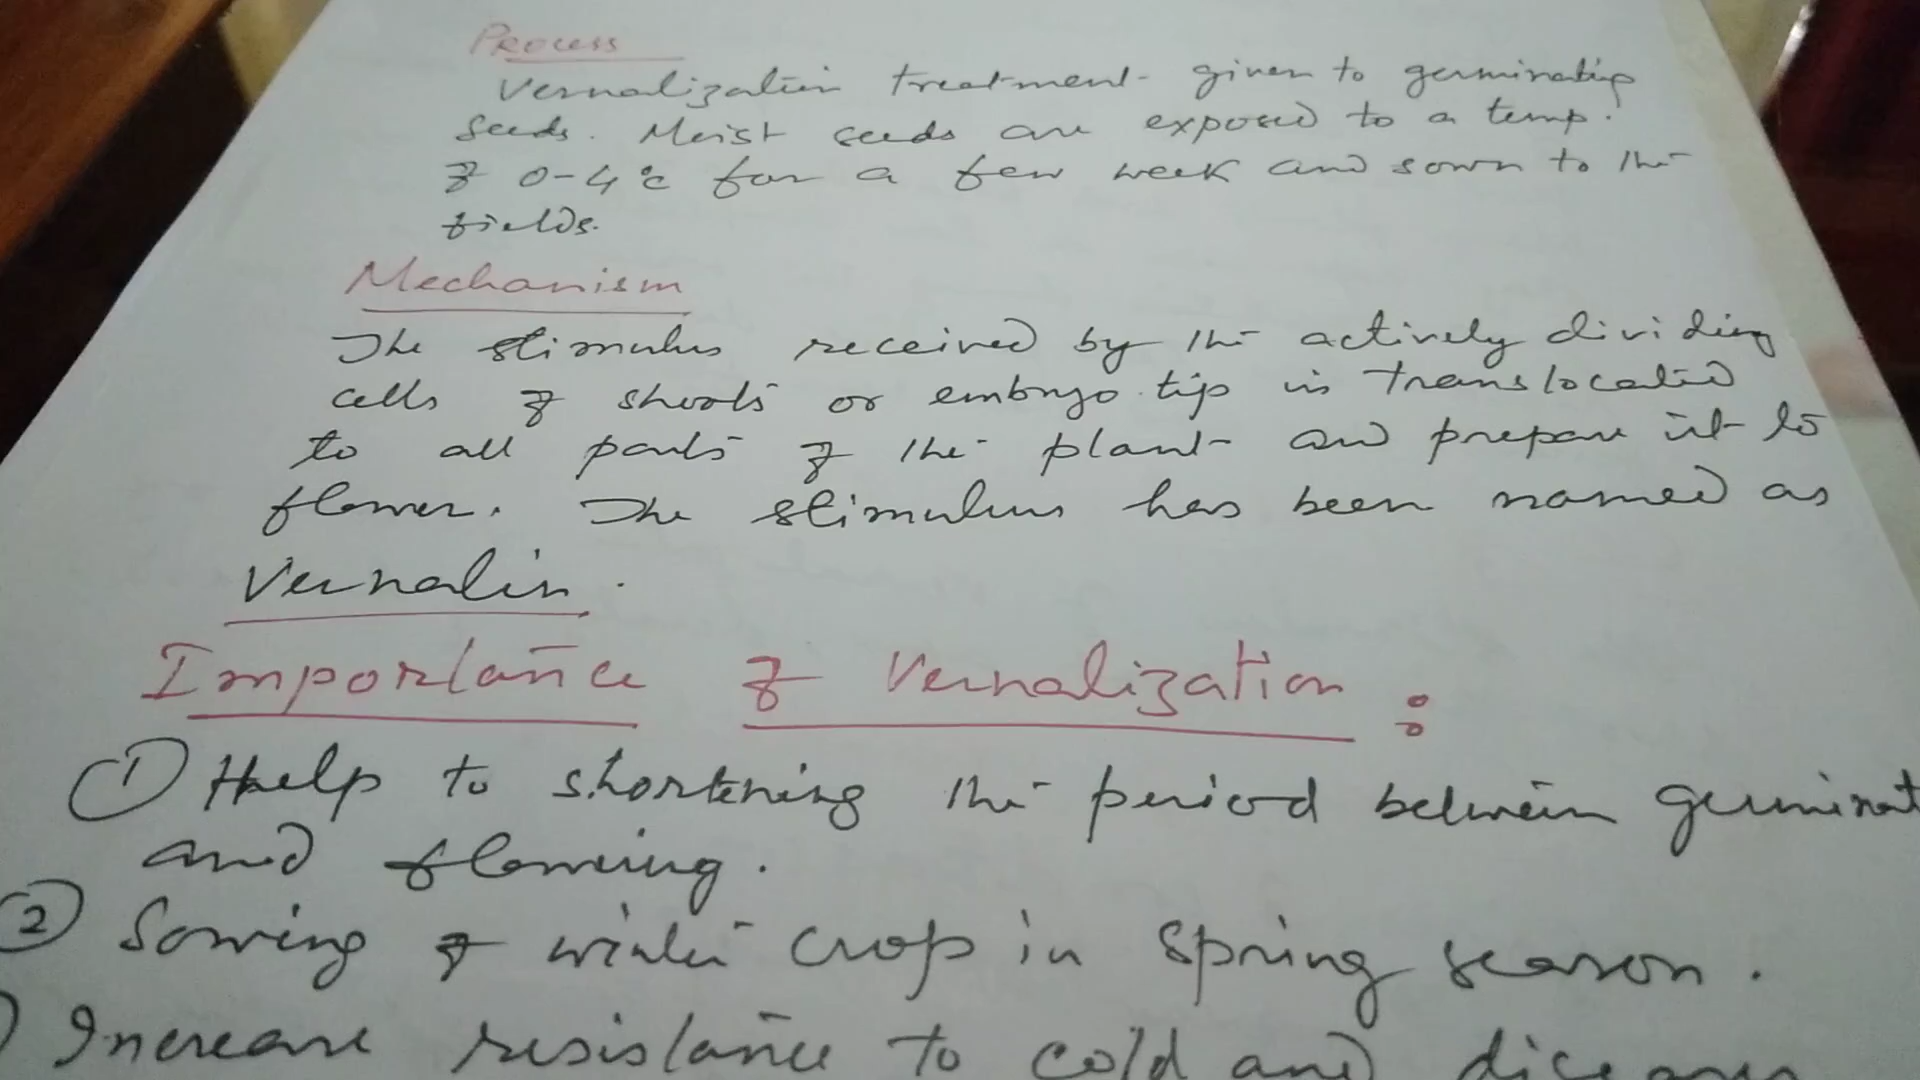 Process
Vernalization treatment given to germinating
seeds. Moist seeds are exposed to a temp.
of 0-4°c for a few week and sown to the
fields.
Mechanism
The stimulus received by the actively dividing
cells of shoots or embryo tip is translocated
to all parts of the plant and prepare it to
flower. The stimulus has been named as
Vernalin.
Importance of Vernalization :
① Help to shortening the period between germinat
and flowering.
② Sowing of winter crop in spring season.
Increase resistance to cold and diseases